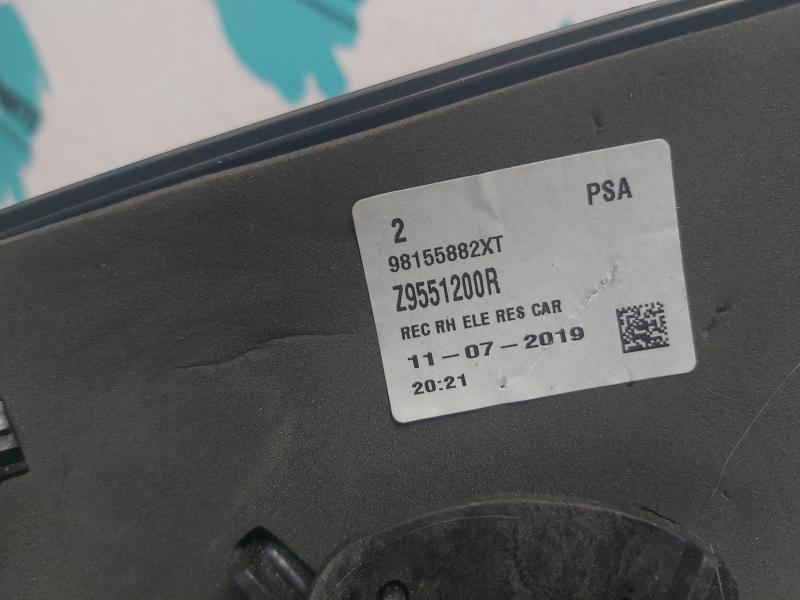 2
PSA
98155882XT
Z9551200R
REC RH ELE RES CAR
11-07-2019
20:21